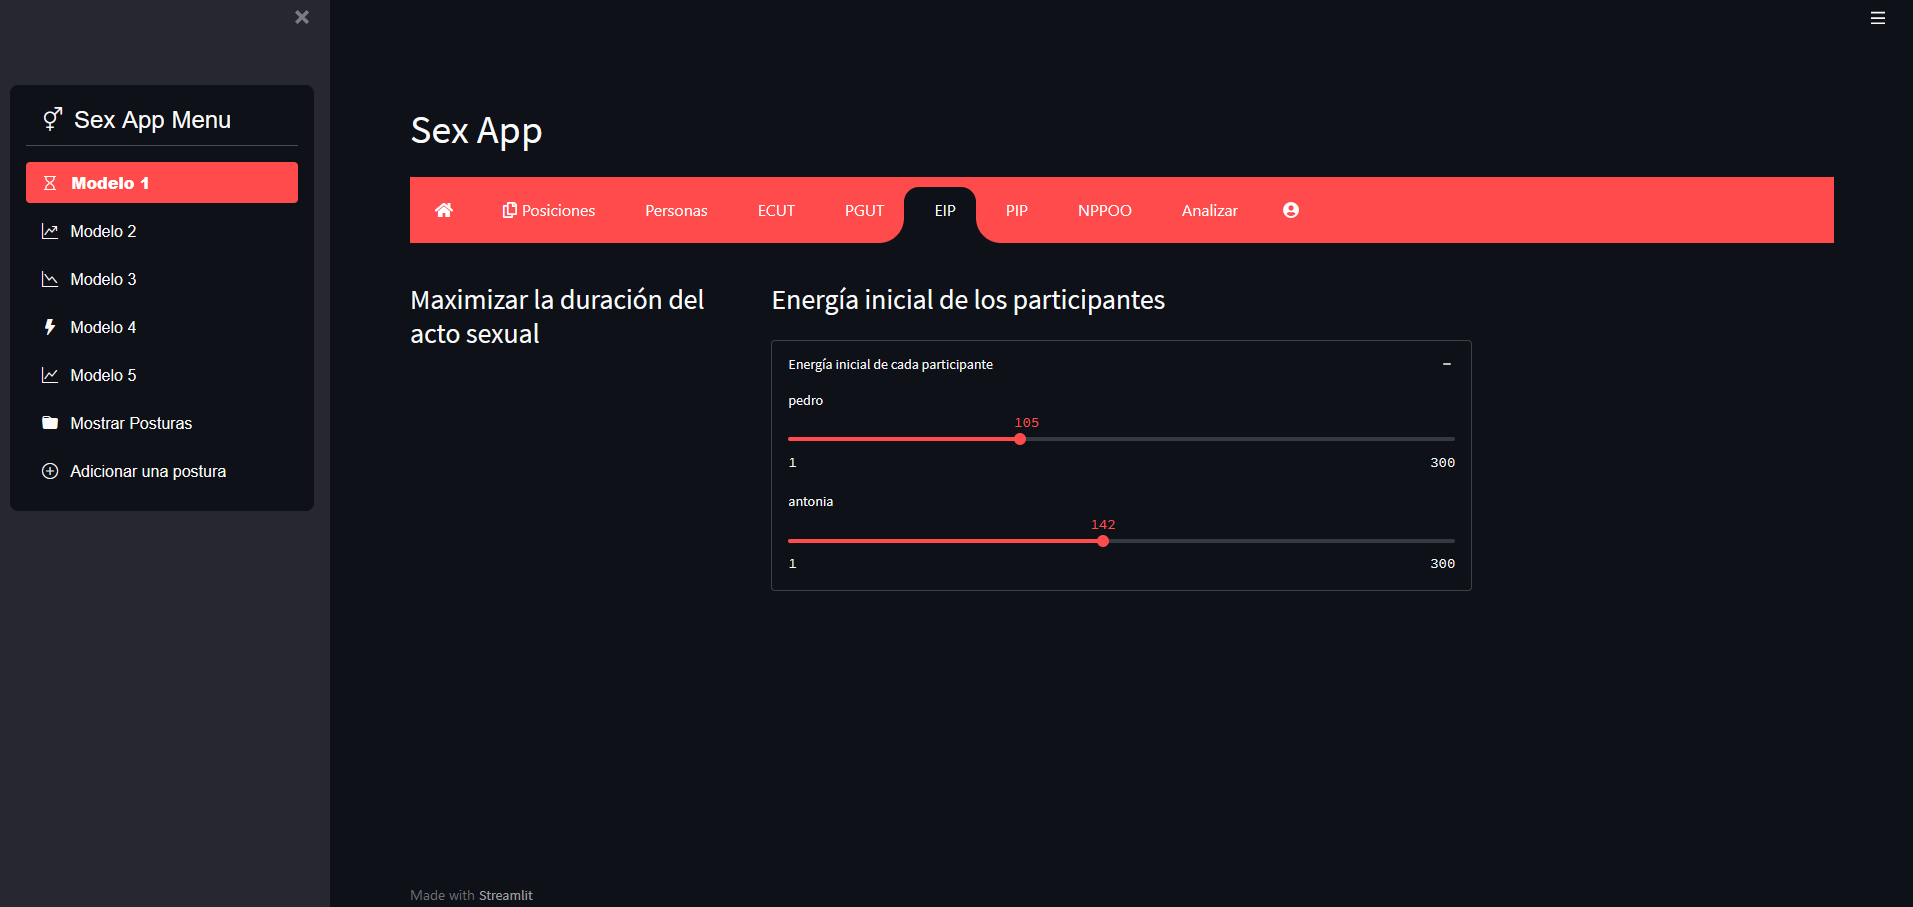 Sex App Menu
Modelo 1
Modelo 2
Modelo 3
Modelo 4
Modelo 5
Mostrar Posturas
Adicionar una postura
Sex App
Posiciones Personas ECUT PGUT EIP PIP NPPOO Analizar
Maximizar la duración del
acto sexual
Energía inicial de los participantes
Energía inicial de cada participante
pedro
105
1 300
antonia
142
1 300
Made with Streamlit